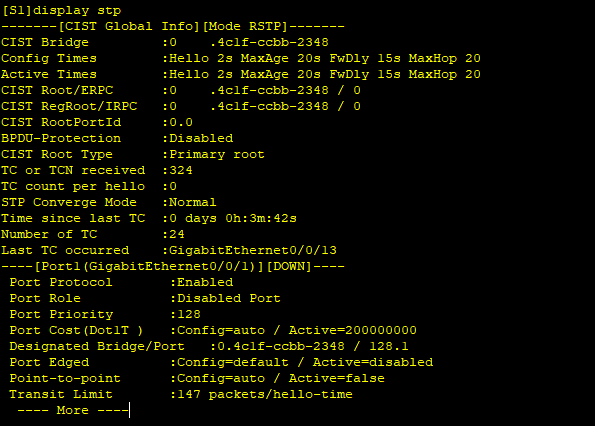 [S1]display stp
-------[CIST Global Info][Mode RSTP]-------
CIST Bridge         :0    .4c1f-ccbb-2348
Config Times        :Hello 2s MaxAge 20s FwDly 15s MaxHop 20
Active Times        :Hello 2s MaxAge 20s FwDly 15s MaxHop 20
CIST Root/ERPC      :0    .4c1f-ccbb-2348 / 0
CIST RegRoot/IRPC   :0    .4c1f-ccbb-2348 / 0
CIST RootPortId     :0.0
BPDU-Protection     :Disabled
CIST Root Type      :Primary root
TC or TCN received  :324
TC count per hello  :0
STP Converge Mode   :Normal
Time since last TC  :0 days 0h:3m:42s
Number of TC        :24
Last TC occurred    :GigabitEthernet0/0/13
----[Port1(GigabitEthernet0/0/1)][DOWN]----
 Port Protocol       :Enabled
 Port Role           :Disabled Port
 Port Priority       :128
 Port Cost(Dot1T )   :Config=auto / Active=200000000
 Designated Bridge/Port   :0.4c1f-ccbb-2348 / 128.1
 Port Edged          :Config=default / Active=disabled
 Point-to-point      :Config=auto / Active=false
 Transit Limit       :147 packets/hello-time
  ---- More ----